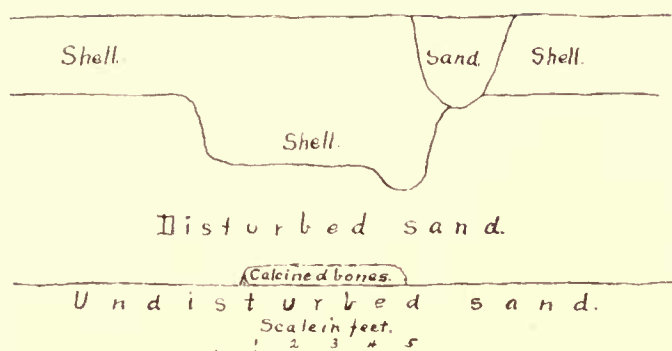 Shell. Sand. Shell.
Shell.
Disturbed sand.
Calcined bones.
Undisturbed sand.
Scale in feet.
1 2 3 4 5